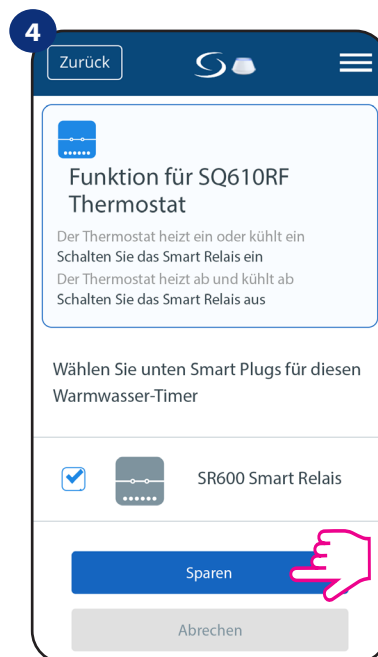 4
Zurück
Funktion für SQ610RF
Thermostat
Der Thermostat heizt ein oder kühlt ein
Schalten Sie das Smart Relais ein
Der Thermostat heizt ab und kühlt ab
Schalten Sie das Smart Relais aus
Wählen Sie unten Smart Plugs für diesen
Warmwasser-Timer
SR600 Smart Relais
Sparen
Abrechen